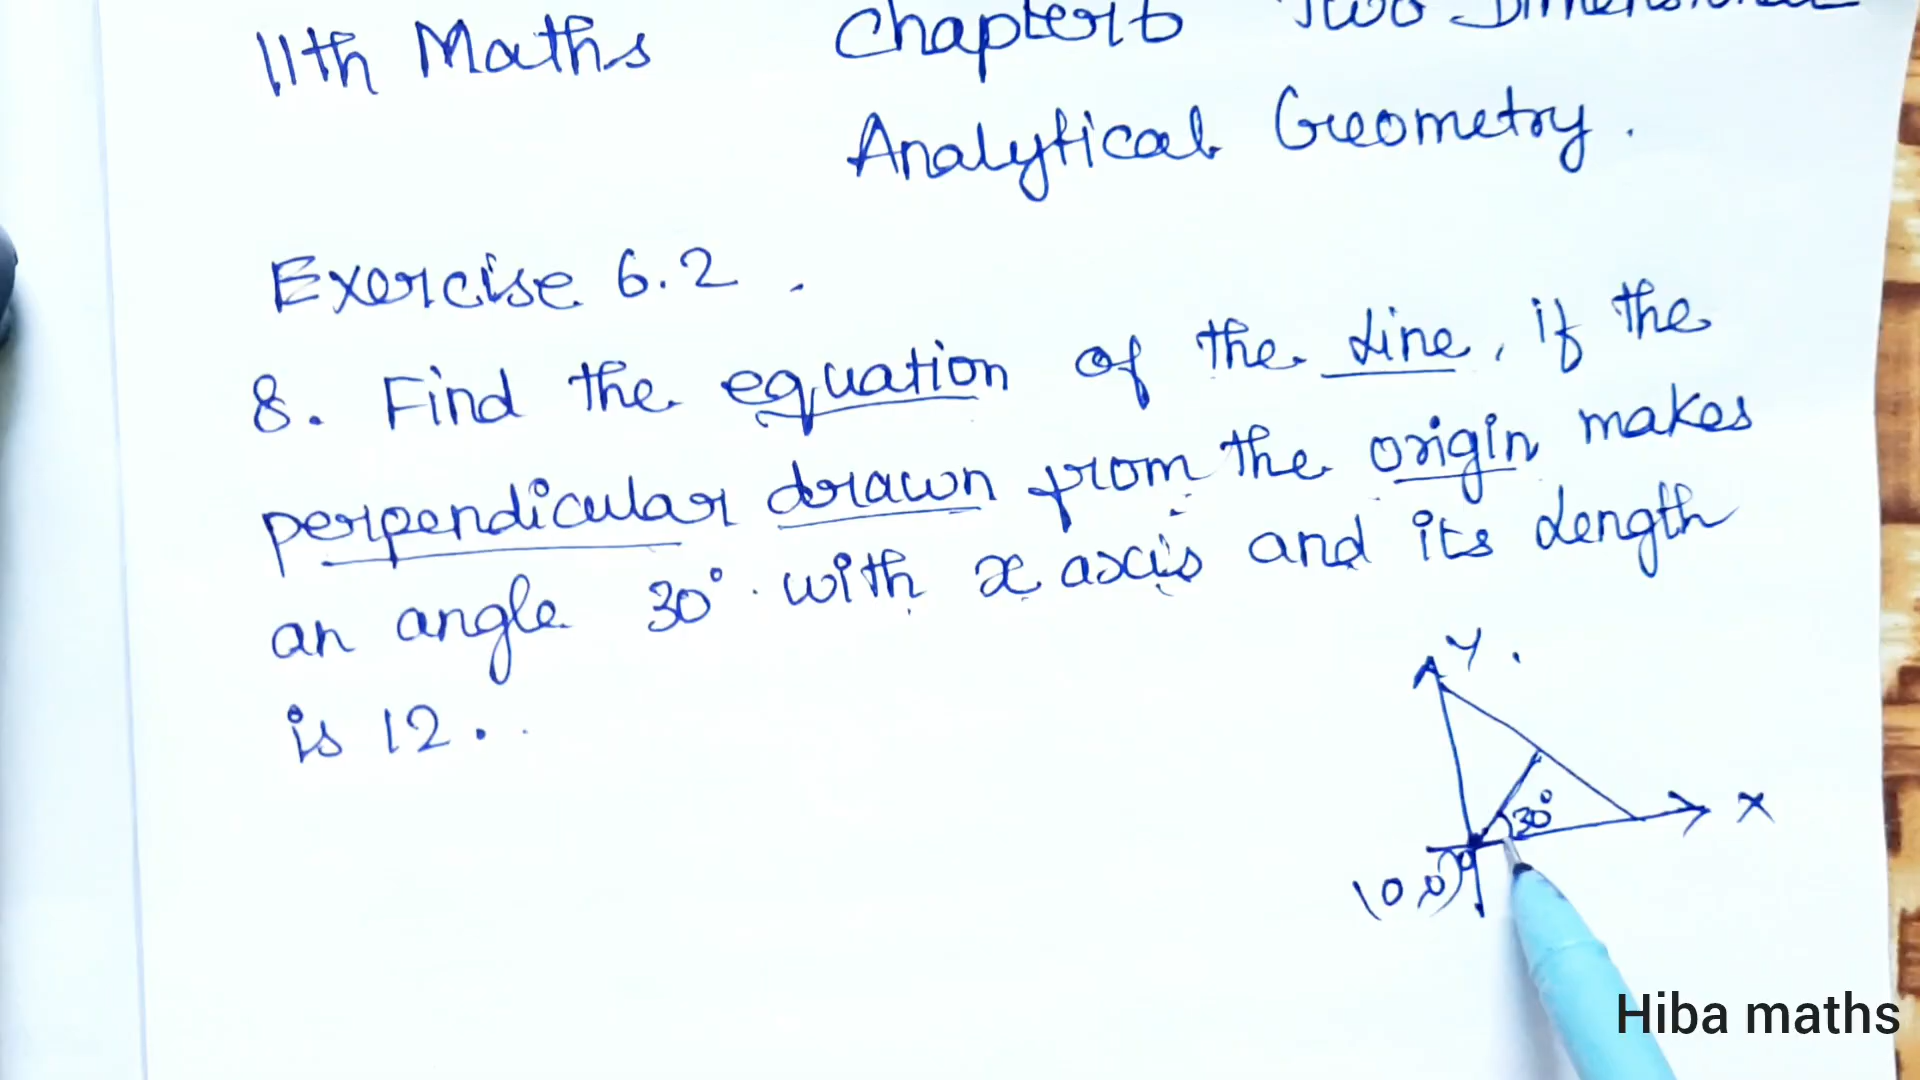 11th Maths Chapter 6 Two Dimensional
Analytical Geometry.
Exercise 6.2.
8. Find the equation of the line, if the
perpendicular drawn from the origin makes
an angle 30° with x axis and its length
is 12.
Y
30°
X
(0,0)
Hiba maths